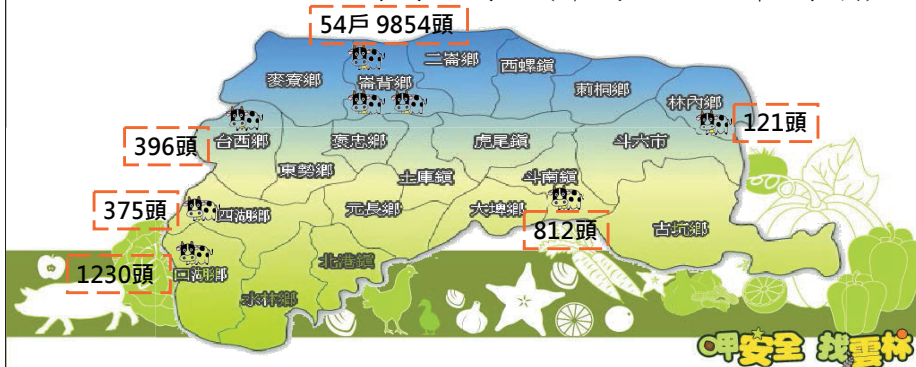 54戶 9854頭
二崙鄉
西螺鎮
麥寮鄉
崙背鄉
莿桐鄉
林內鄉
121頭
台西鄉
褒忠鄉
虎尾鎮
斗六市
396頭
東勢鄉
土庫鎮
斗南鎮
375頭
四湖鄉
元長鄉
大埤鄉
古坑鄉
812頭
1230頭
口湖鄉
北港鎮
水林鄉
呷安全 找雲林